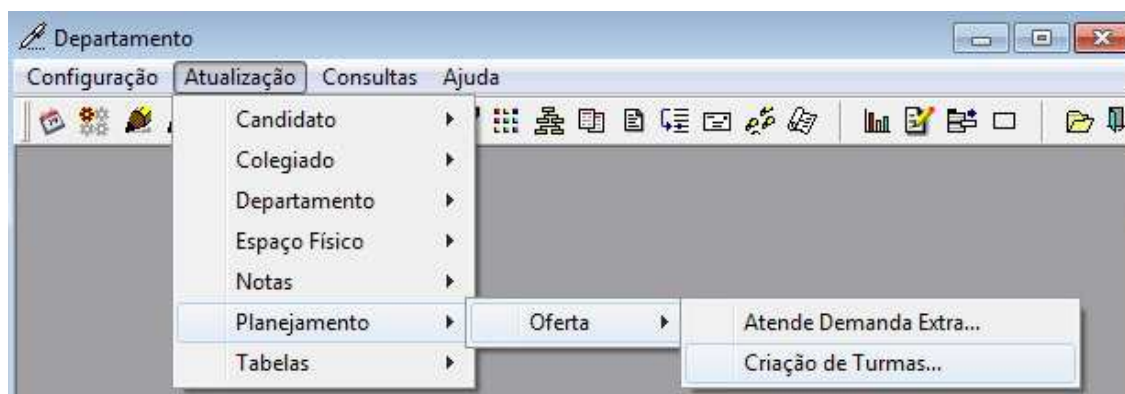 Departamento
Configuração Atualização Consultas Ajuda
Candidato
Colegiado
Departamento
Espaço Físico
Notas
Planejamento Oferta Atende Demanda Extra...
Tabelas Criação de Turmas...